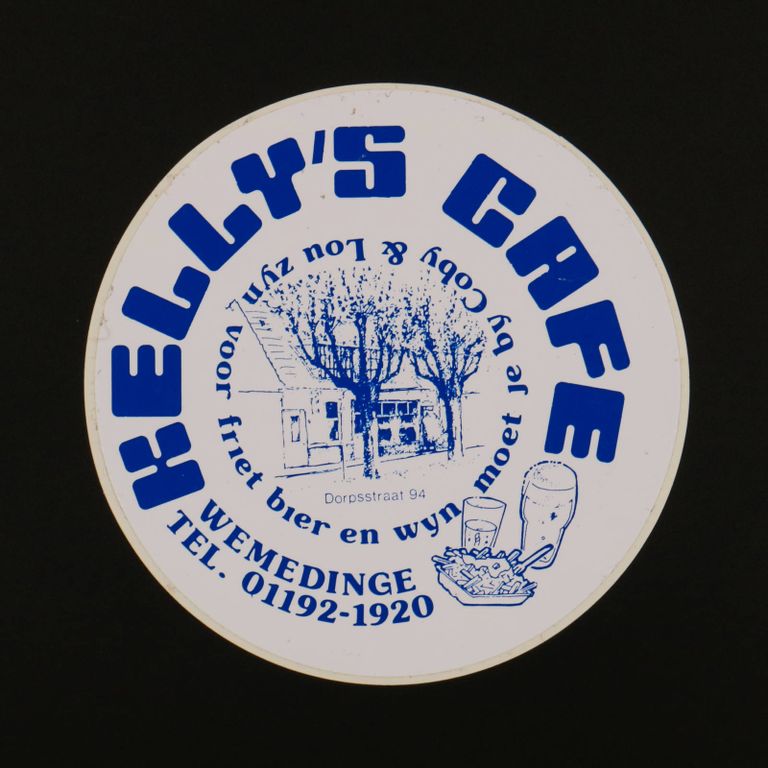 KELLY'S CAFE
voor friet bier en wyn moet je by Coby & Lou zyn
Dorpsstraat 94
WEMEDINGE
TEL. 01192-1920